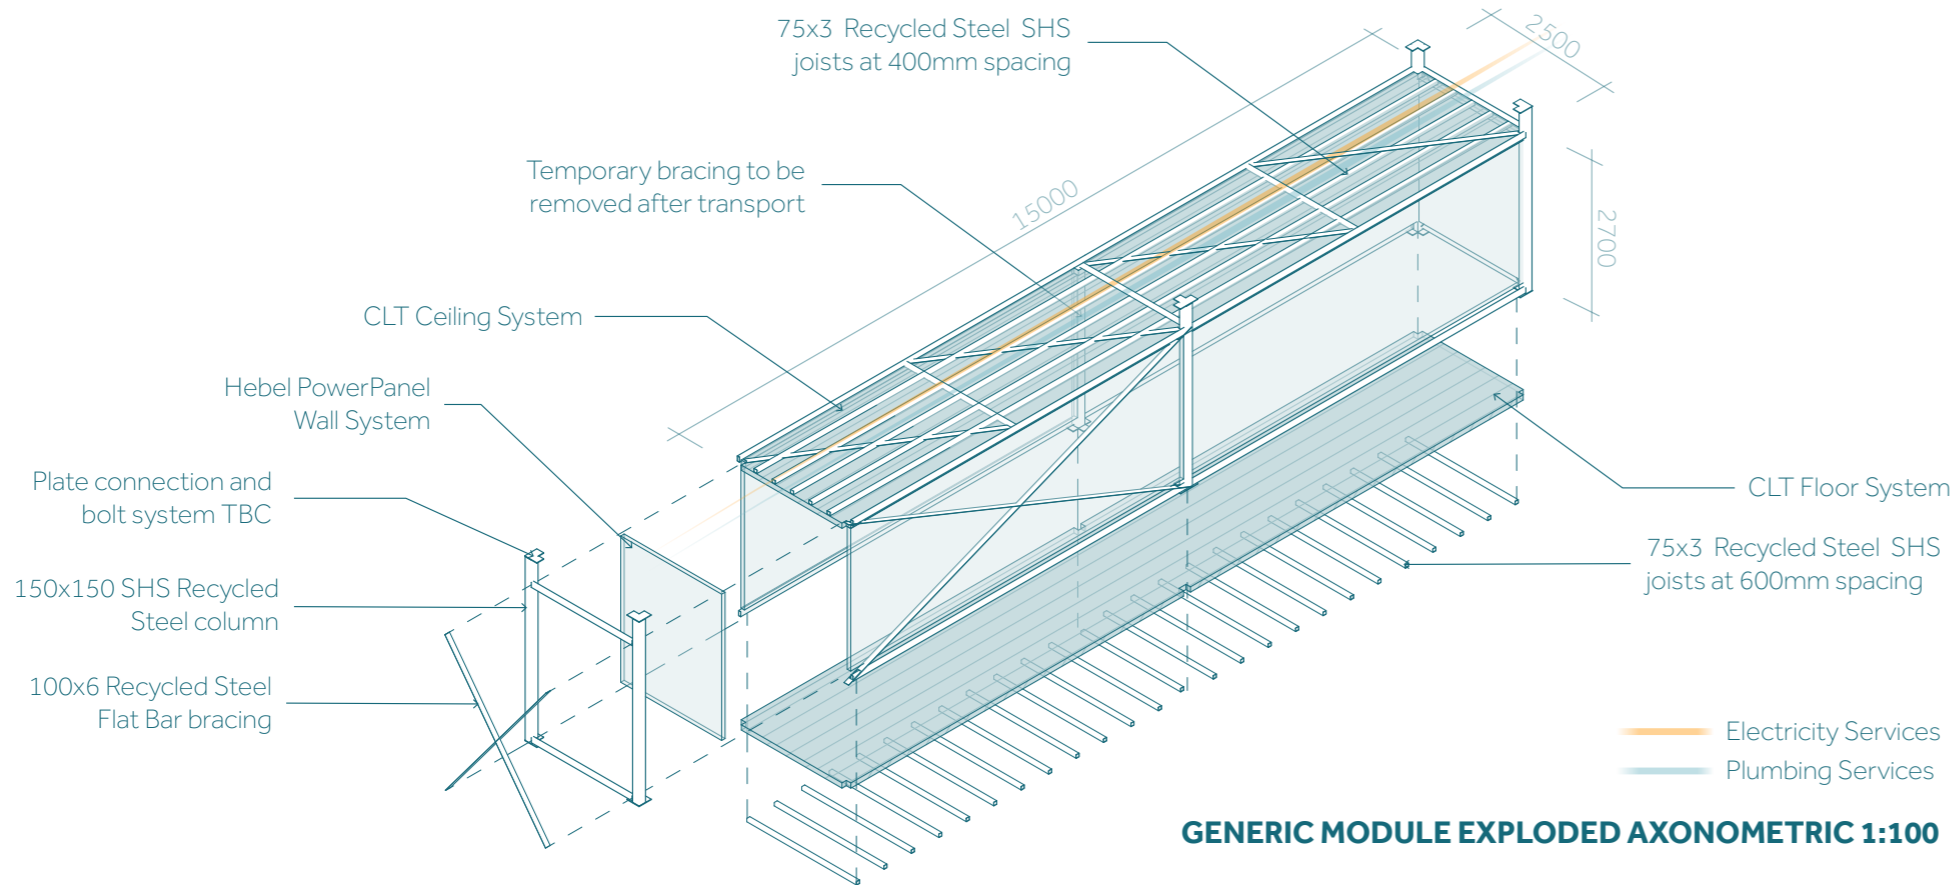 75x3 Recycled Steel SHS
joists at 400mm spacing
2500
Temporary bracing to be
removed after transport
15000
2700
CLT Ceiling System
Hebel PowerPanel
Wall System
Plate connection and
bolt system TBC
CLT Floor System
75x3 Recycled Steel SHS
joists at 600mm spacing
150x150 SHS Recycled
Steel column
100x6 Recycled Steel
Flat Bar bracing
Electricity Services
Plumbing Services
GENERIC MODULE EXPLODED AXONOMETRIC 1:100